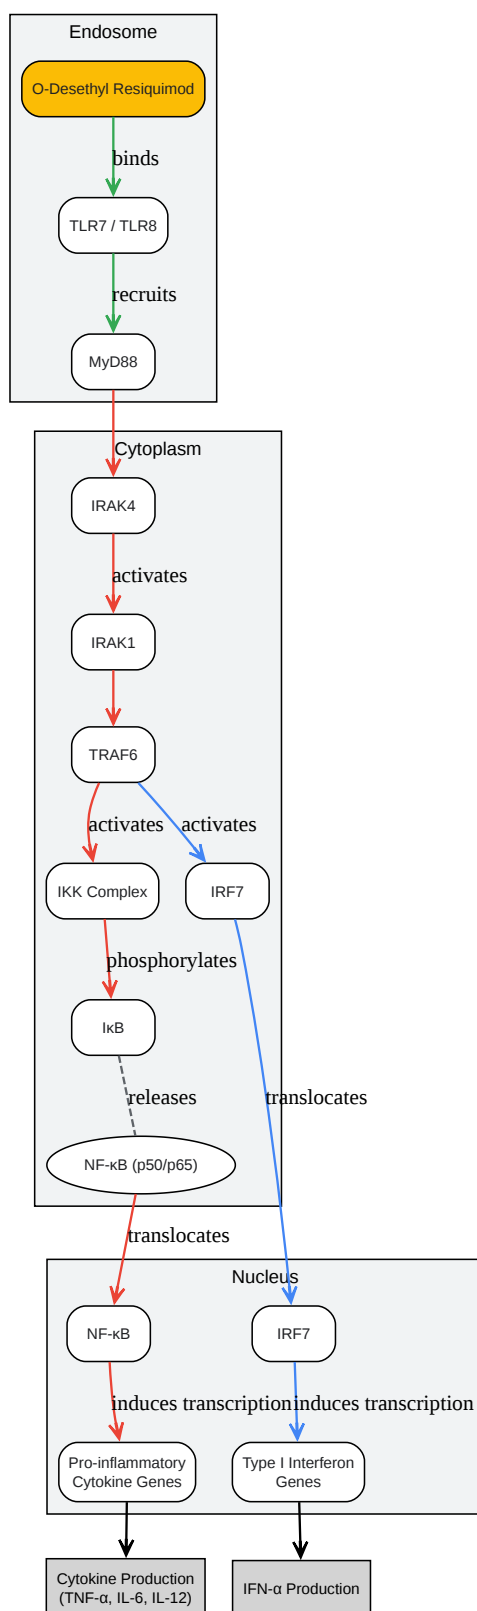 Endosome
O-Desethyl Resiquimod
binds
TLR7 / TLR8
recruits
MyD88
Cytoplasm
IRAK4
activates
IRAK1
TRAF6
activates
activates
IKK Complex
IRF7
phosphorylates
IκB
releases
translocates
NF-κB (p50/p65)
translocates
Nucleus
NF-κB
IRF7
induces transcription
induces transcription
Pro-inflammatory
Cytokine Genes
Type I Interferon
Genes
Cytokine Production
(TNF-α, IL-6, IL-12)
IFN-α Production